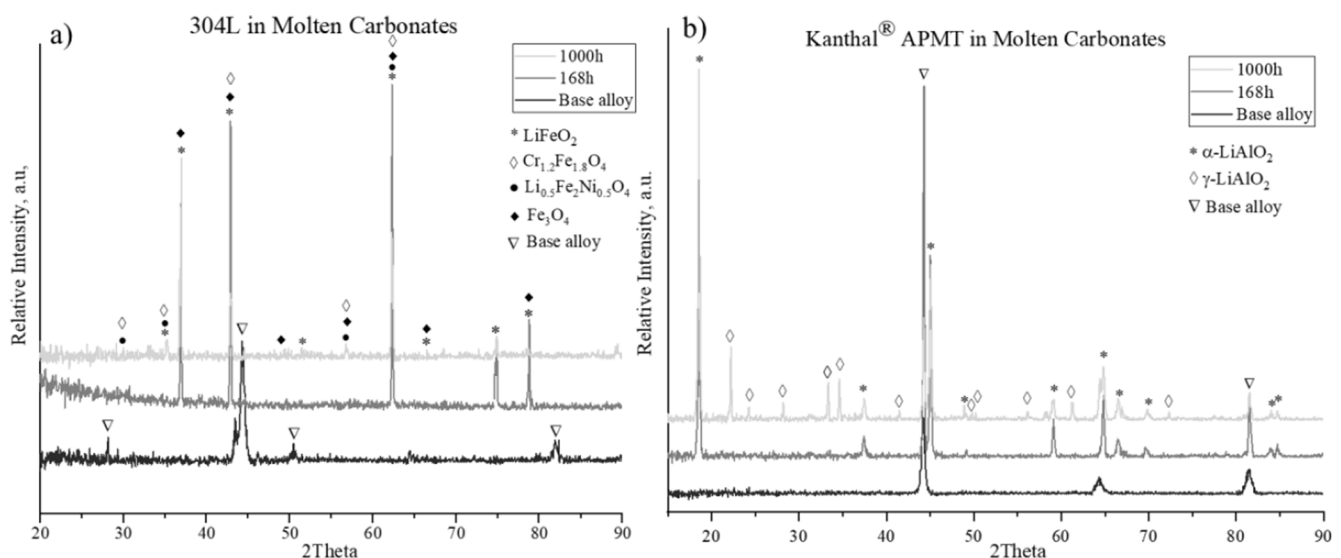 a)
304L in Molten Carbonates
1000h
168h
Base alloy
* LiFeO₂
◊ Cr₁.₂Fe₁.₈O₄
● Li₀.₅Fe₂Ni₀.₅O₄
◆ Fe₃O₄
▽ Base alloy
Relative Intensity, a.u,
20 30 40 50 60 70 80 90
2Theta
b)
Kanthal® APMT in Molten Carbonates
1000h
168h
Base alloy
* α-LiAlO₂
◊ γ-LiAlO₂
▽ Base alloy
Relative Intensity, a.u.
20 30 40 50 60 70 80 90
2Theta